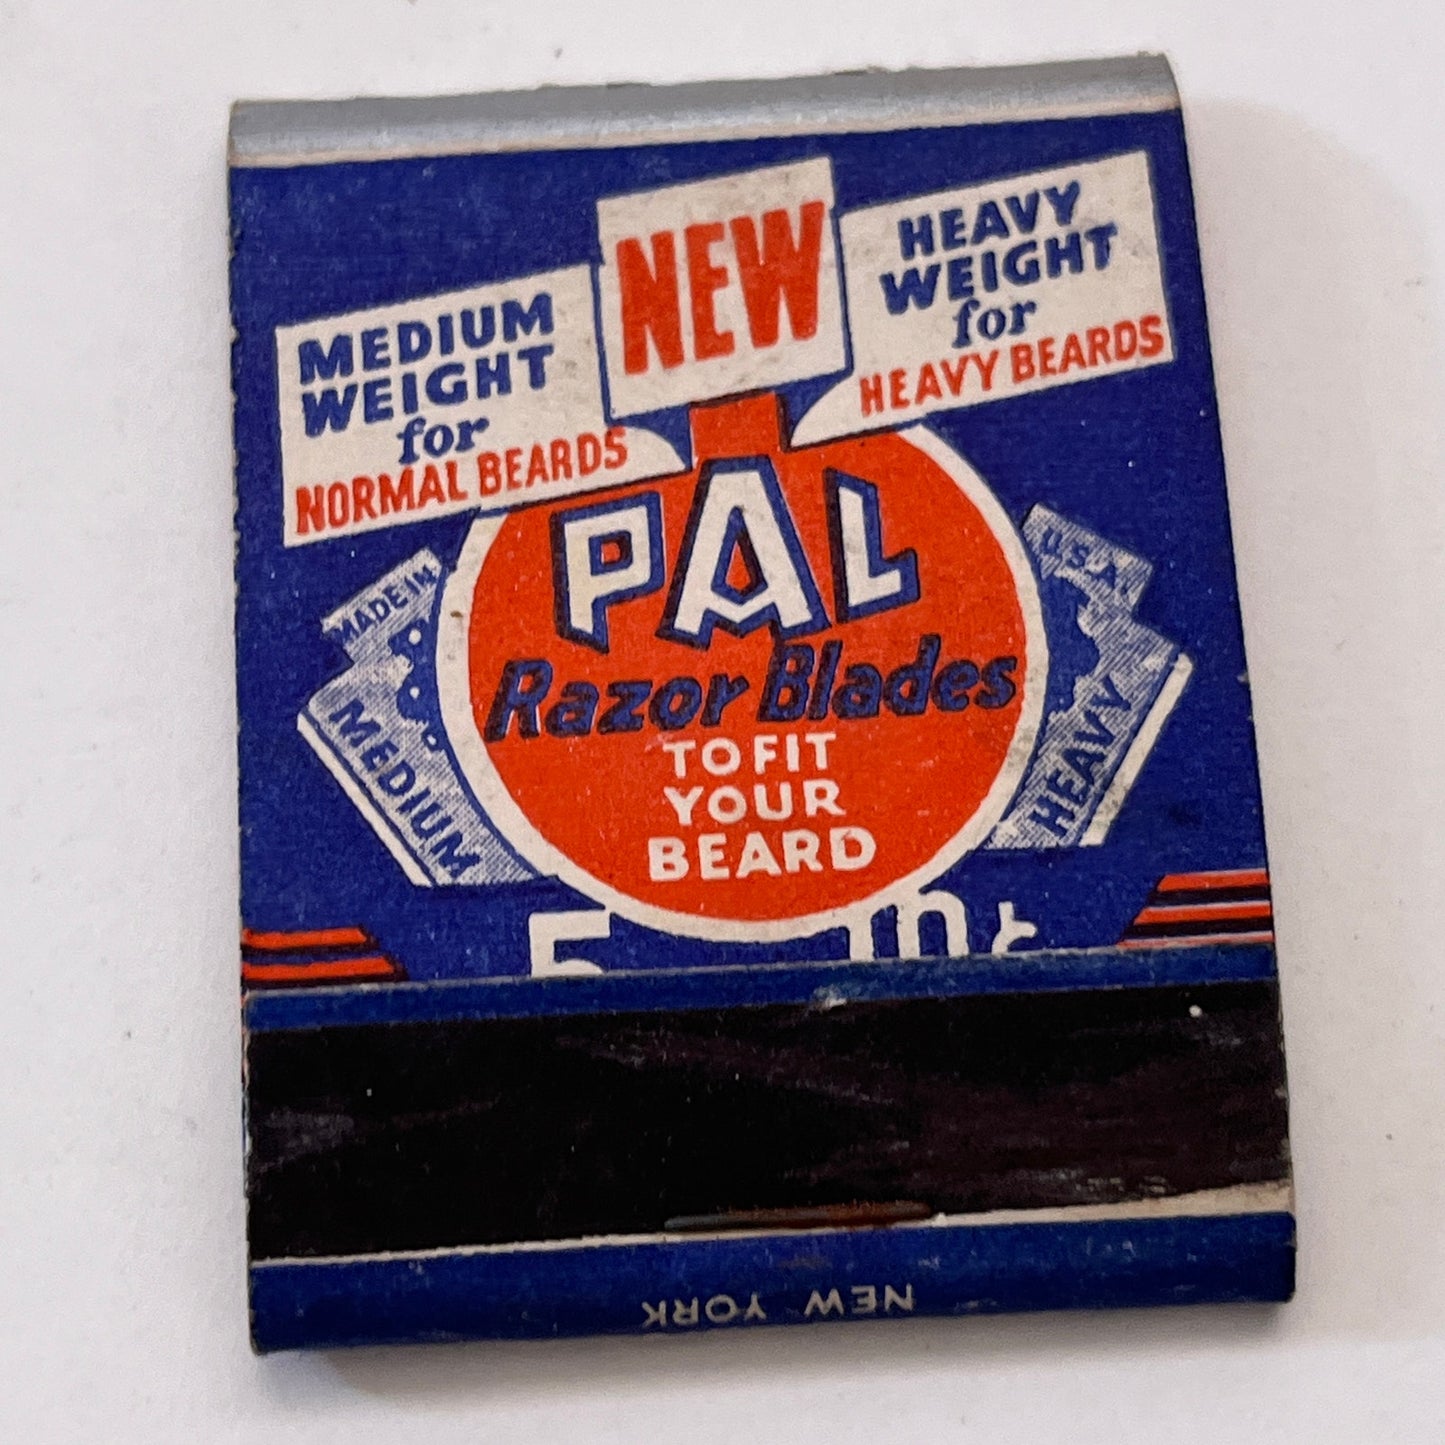 NEW
MEDIUM
WEIGHT
for
NORMAL BEARDS
HEAVY
WEIGHT
for
HEAVY BEARDS
PAL
Razor Blades
TO FIT
YOUR
BEARD
MADE IN
MEDIUM
U.S.A.
HEAVY
NEW YORK